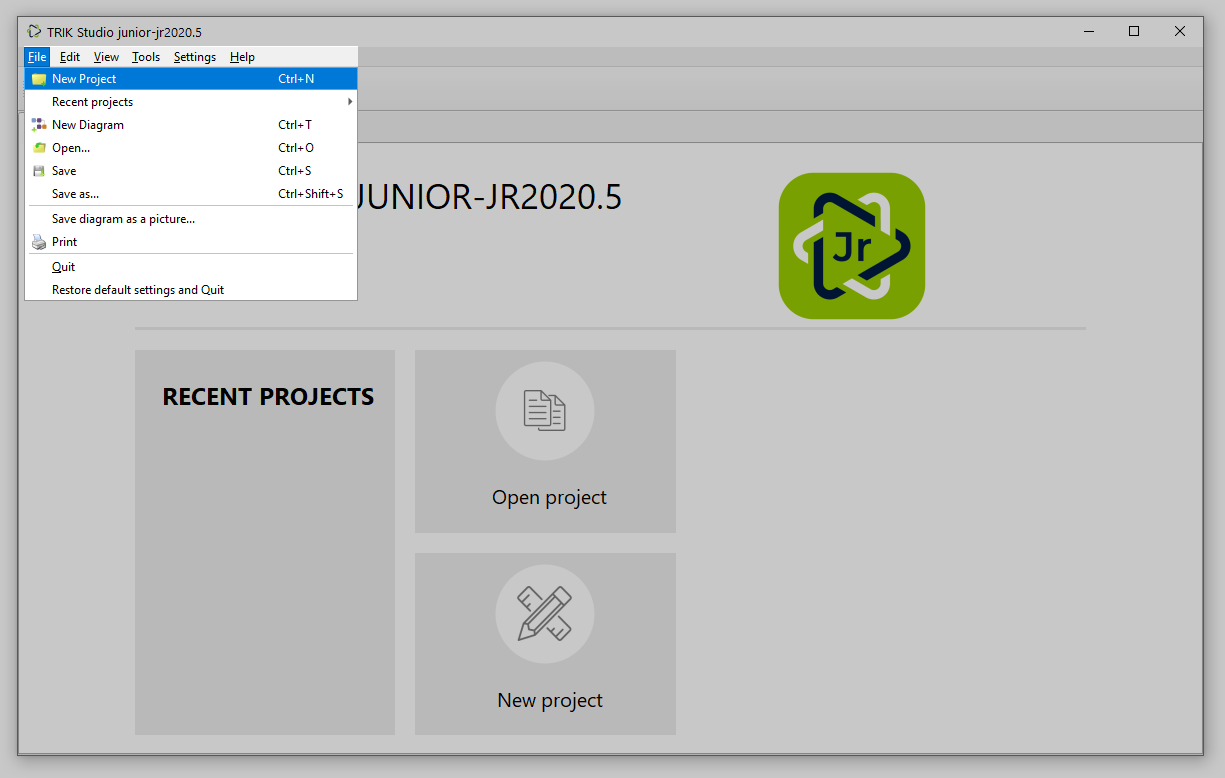 TRIK Studio junior-jr2020.5
File Edit View Tools Settings Help
New Project Ctrl+N
Recent projects
New Diagram Ctrl+T
Open... Ctrl+O
Save Ctrl+S
Save as... Ctrl+Shift+S
Save diagram as a picture...
Print
Quit
Restore default settings and Quit
JUNIOR-JR2020.5
Jr
RECENT PROJECTS
Open project
New project